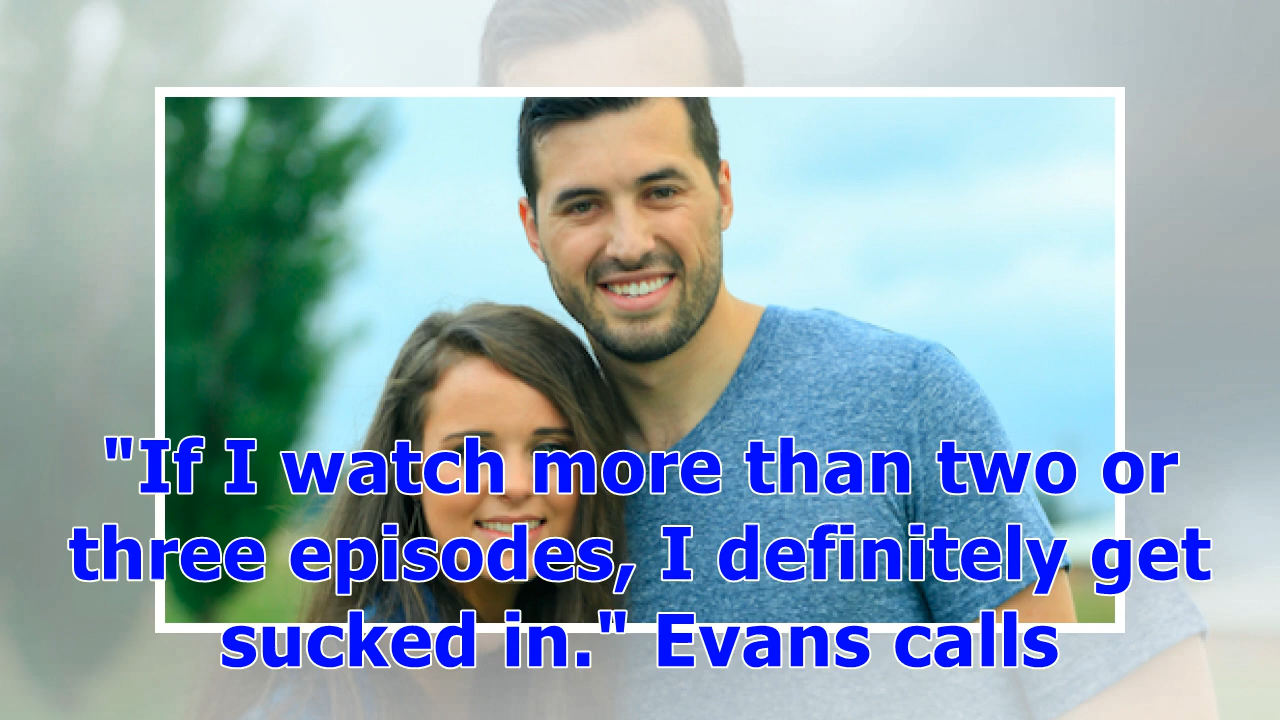 "If I watch more than two or
three episodes, I definitely get
sucked in." Evans calls